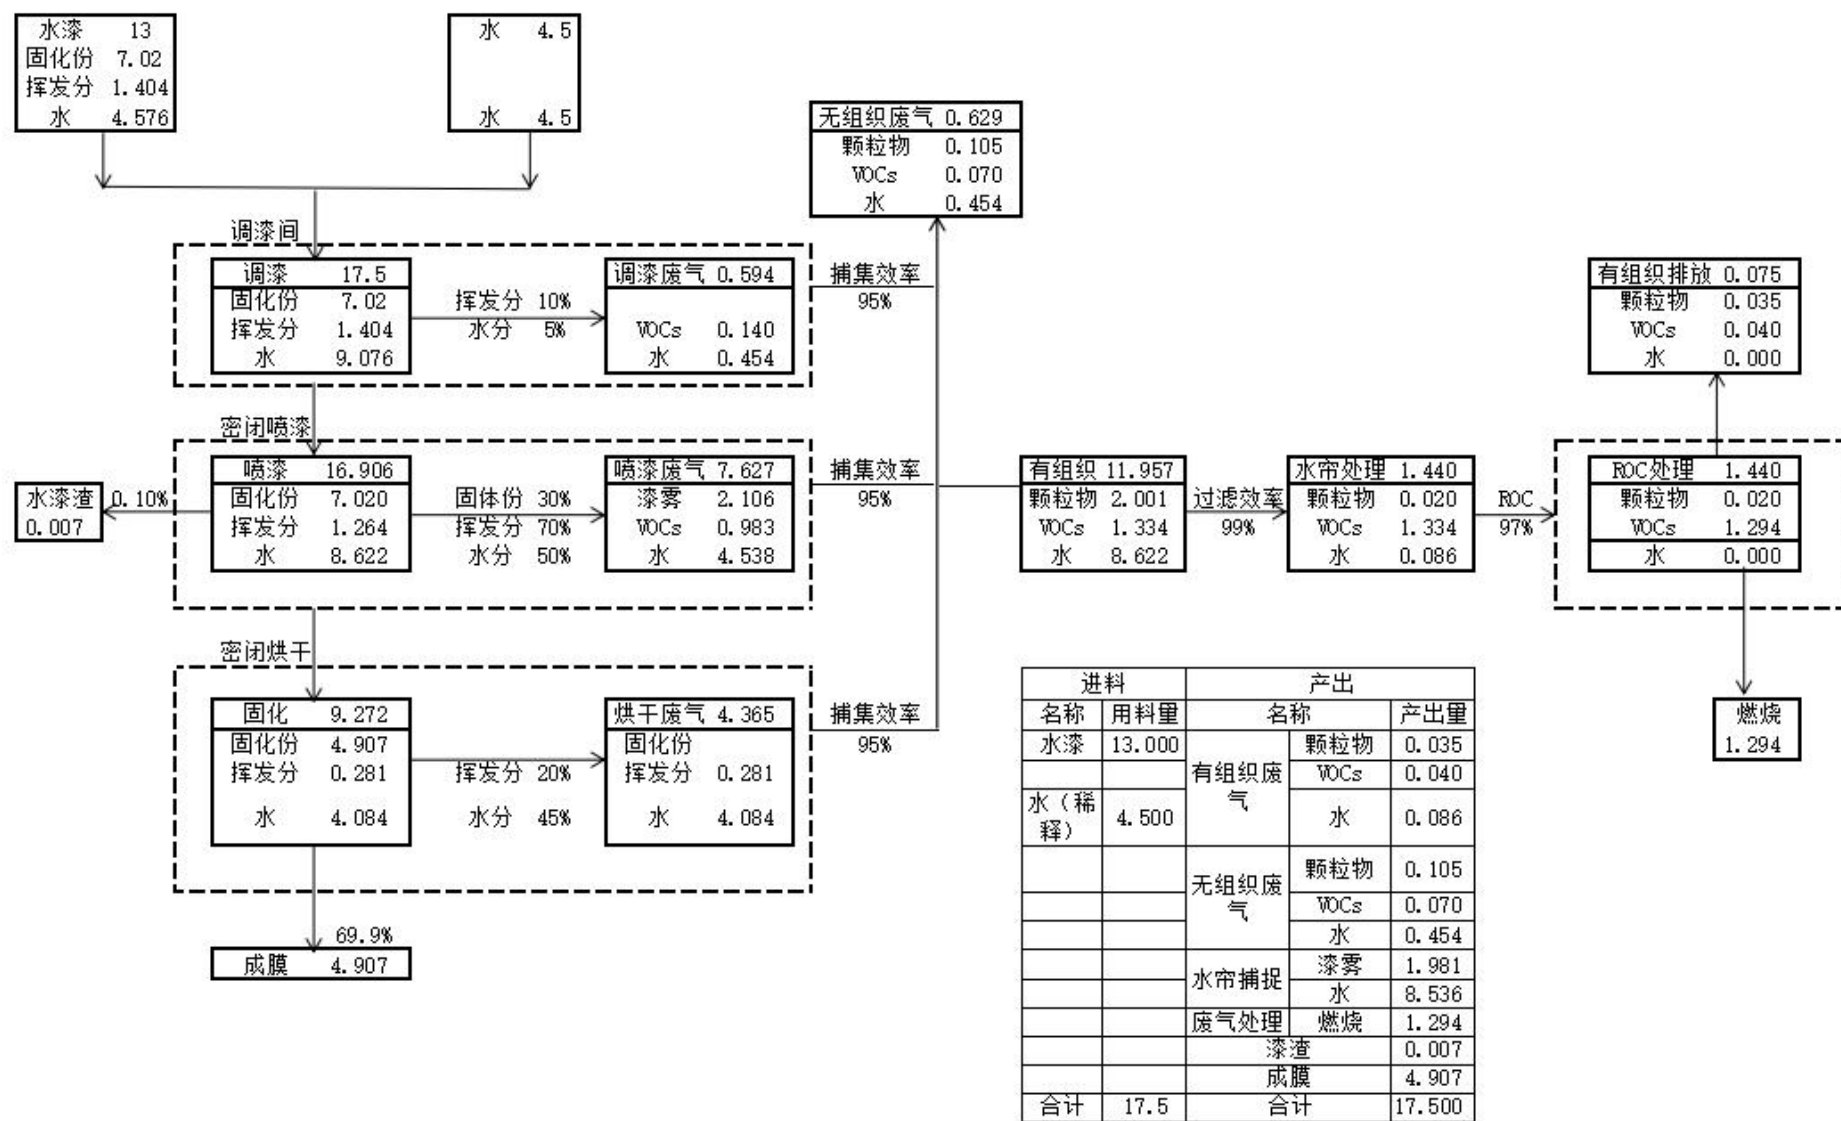 水漆 13
固化份 7.02
挥发分 1.404
水 4.576
水 4.5
水 4.5
无组织废气 0.629
颗粒物 0.105
VOCs 0.070
水 0.454
调漆间
调漆 17.5
固化份 7.02
挥发分 1.404
水 9.076
挥发分 10%
水分 5%
调漆废气 0.594
VOCs 0.140
水 0.454
捕集效率
95%
有组织排放 0.075
颗粒物 0.035
VOCs 0.040
水 0.000
密闭喷漆
水漆渣
0.007
0.10%
喷漆 16.906
固化份 7.020
挥发分 1.264
水 8.622
固体份 30%
挥发分 70%
水分 50%
喷漆废气 7.627
漆雾 2.106
VOCs 0.983
水 4.538
捕集效率
95%
有组织 11.957
颗粒物 2.001
VOCs 1.334
水 8.622
过滤效率
99%
水帘处理 1.440
颗粒物 0.020
VOCs 1.334
水 0.086
ROC
97%
ROC处理 1.440
颗粒物 0.020
VOCs 1.294
水 0.000
燃烧
1.294
密闭烘干
固化 9.272
固化份 4.907
挥发分 0.281
水 4.084
挥发分 20%
水分 45%
烘干废气 4.365
固化份
挥发分 0.281
水 4.084
捕集效率
95%
69.9%
成膜 4.907
进料 产出
名称 用料量 名称 产出量
水漆 13.000 有组织废气 颗粒物 0.035
VOCs 0.040
水（稀释） 4.500 水 0.086
无组织废气 颗粒物 0.105
VOCs 0.070
水 0.454
水帘捕捉 漆雾 1.981
水 8.536
废气处理 燃烧 1.294
漆渣 0.007
成膜 4.907
合计 17.5 合计 17.500